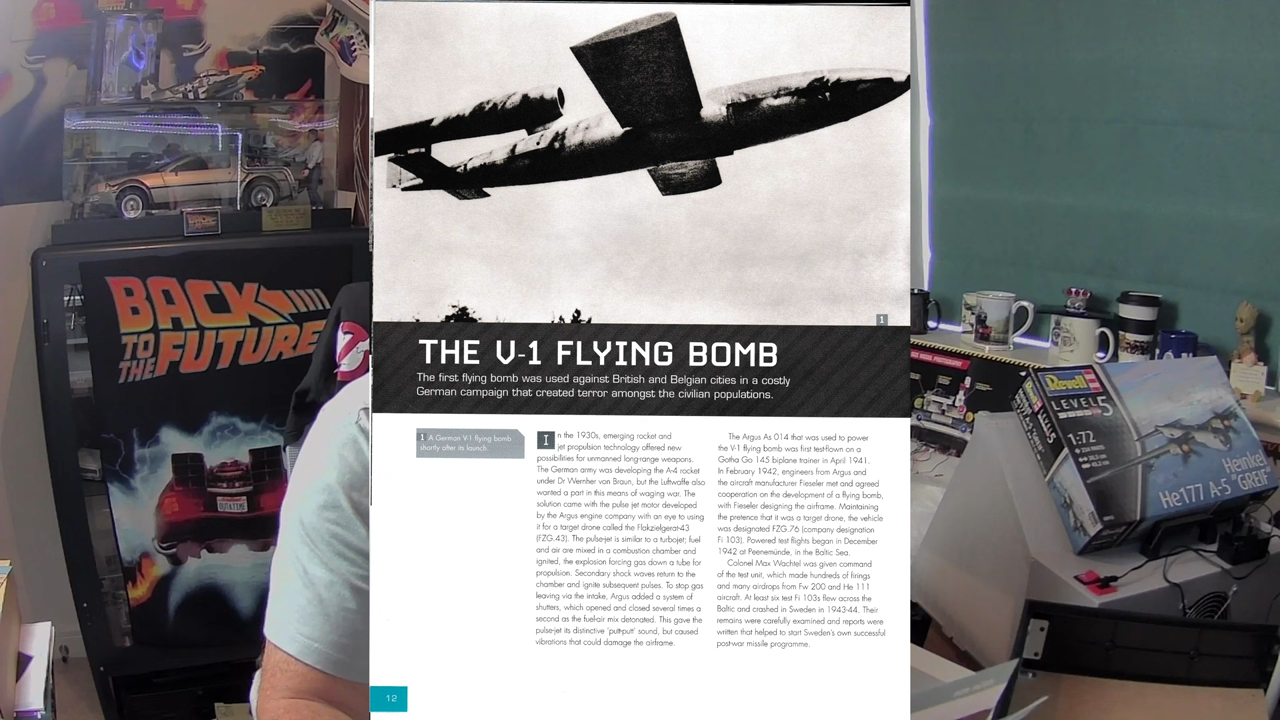 BACK
TO
THE FUTURE
BACK
TO THE FUTURE
OUTATIME
1
THE V-1 FLYING BOMB
The first flying bomb was used against British and Belgian cities in a costly
German campaign that created terror amongst the civilian populations.
1 A German V-1 flying bomb
shortly after its launch.
In the 1930s, emerging rocket and
jet propulsion technology offered new
possibilities for unmanned long-range weapons.
The German army was developing the A-4 rocket
under Dr Wernher von Braun, but the Luftwaffe also
wanted a part in this means of waging war. The
solution came with the pulse jet motor developed
by the Argus engine company with an eye to using
it for a target drone called the Flakzielgerat-43
(FZG.43). The pulse-jet is similar to a turbojet; fuel
and air are mixed in a combustion chamber and
ignited, the explosion forcing gas down a tube for
propulsion. Secondary shock waves return to the
chamber and ignite subsequent pulses. To stop gas
leaving via the intake, Argus added a system of
shutters, which opened and closed several times a
second as the fuel-air mix detonated. This gave the
pulse-jet its distinctive 'putt-putt' sound, but caused
vibrations that could damage the airframe.
The Argus As 014 that was used to power
the V-1 flying bomb was first test-flown on a
Gotha Go 145 biplane trainer in April 1941.
In February 1942, engineers from Argus and
the aircraft manufacturer Fieseler met and agreed
cooperation on the development of a flying bomb,
with Fieseler designing the airframe. Maintaining
the pretence that it was a target drone, the vehicle
was designated FZG.76 (company designation
Fi 103). Powered test flights began in December
1942 at Peenemünde, in the Baltic Sea.
Colonel Max Wachtel was given command
of the test unit, which made hundreds of firings
and many airdrops from Fw 200 and He 111
aircraft. At least six test Fi 103s flew across the
Baltic and crashed in Sweden in 1943-44. Their
remains were carefully examined and reports were
written that helped to start Sweden's own successful
post-war missile programme.
12
Revell
LEVEL 5
1:72
Heinkel
He177 A-5 "GREIF"